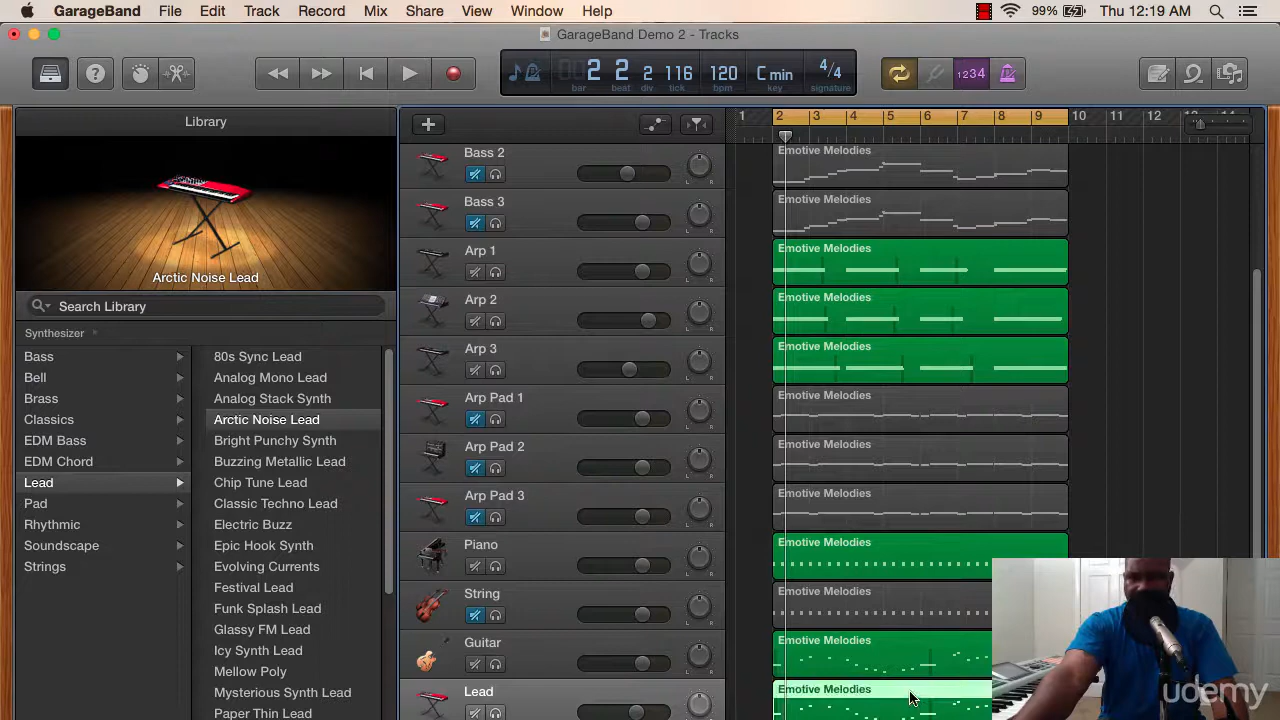 GarageBand File Edit Track Record Mix Share View Window Help 99% Thu 12:19 AM
GarageBand Demo 2 - Tracks
2 2 2 116 120 C min 4/4
bar beat div tick bpm key signature
1234
Library
1 2 3 4 5 6 7 8 9 10 11 12 13 14
Arctic Noise Lead
Search Library
Synthesizer
Bass
Bell
Brass
Classics
EDM Bass
EDM Chord
Lead
Pad
Rhythmic
Soundscape
Strings
80s Sync Lead
Analog Mono Lead
Analog Stack Synth
Arctic Noise Lead
Bright Punchy Synth
Buzzing Metallic Lead
Chip Tune Lead
Classic Techno Lead
Electric Buzz
Epic Hook Synth
Evolving Currents
Festival Lead
Funk Splash Lead
Glassy FM Lead
Icy Synth Lead
Mellow Poly
Mysterious Synth Lead
Paper Thin Lead
Bass 2 L R Emotive Melodies
Bass 3 L R Emotive Melodies
Arp 1 L R Emotive Melodies
Arp 2 L R Emotive Melodies
Arp 3 L R Emotive Melodies
Arp Pad 1 L R Emotive Melodies
Arp Pad 2 L R Emotive Melodies
Arp Pad 3 L R Emotive Melodies
Piano L R Emotive Melodies
String L R Emotive Melodies
Guitar L R Emotive Melodies
Lead Emotive Melodies
udemy